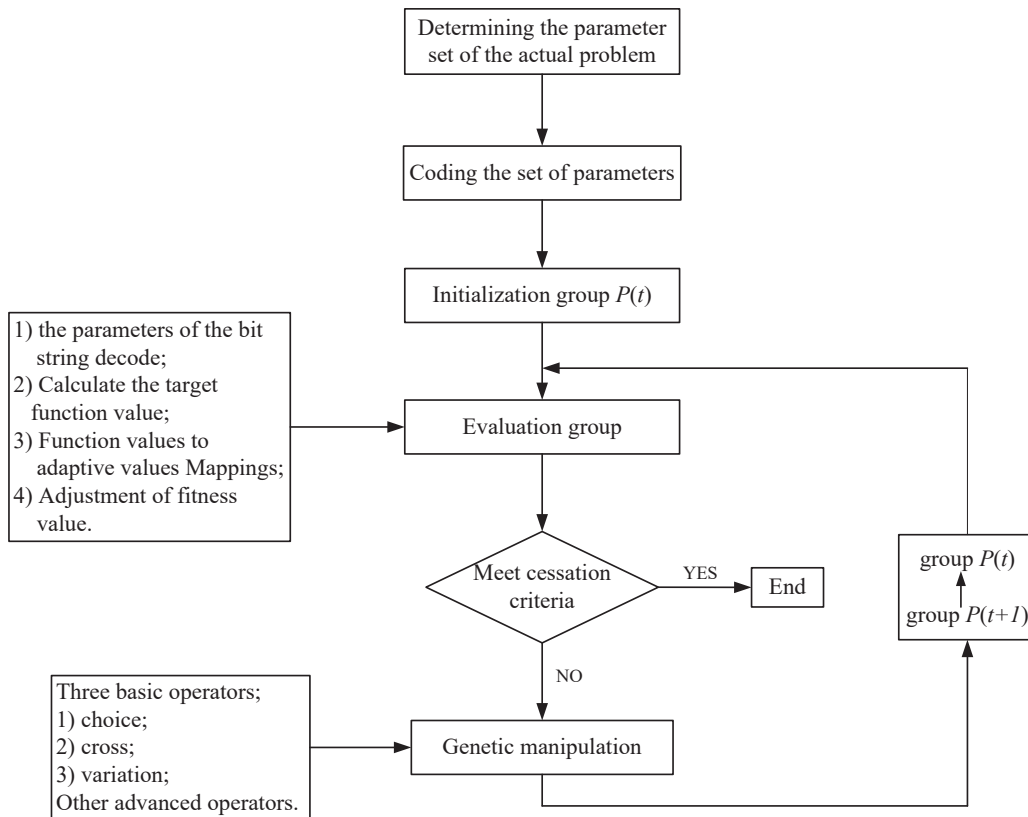 Determining the parameter
set of the actual problem
Coding the set of parameters
Initialization group P(t)
1) the parameters of the bit
string decode;
2) Calculate the target
function value;
3) Function values to
adaptive values Mappings;
4) Adjustment of fitness
value.
Evaluation group
Meet cessation
criteria
YES
End
group P(t)
group P(t+1)
NO
Three basic operators;
1) choice;
2) cross;
3) variation;
Other advanced operators.
Genetic manipulation